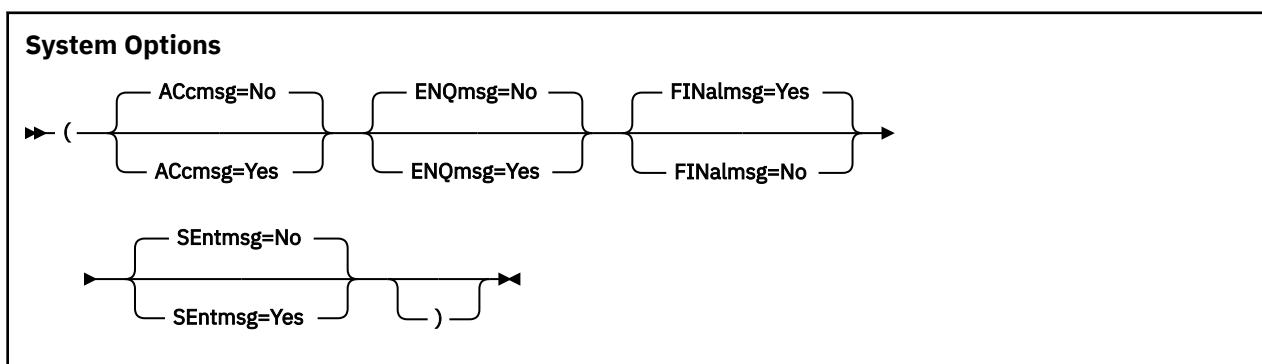 System Options
ACcmsg=No ENQmsg=No FINalmsg=Yes
(
ACcmsg=Yes ENQmsg=Yes FINalmsg=No
SEntmsg=No
SEntmsg=Yes )